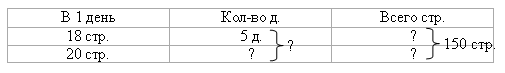 В 1 день Кол-во д. Всего стр.
18 стр. 5 д. ? ? 150 стр.
20 стр. ? ?